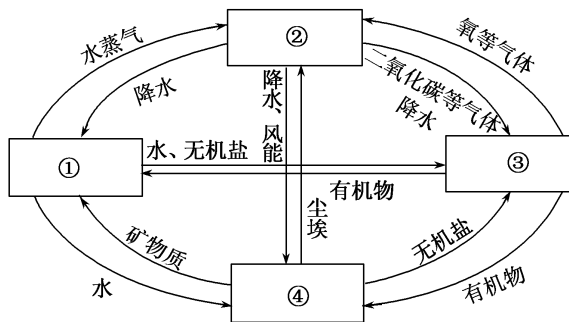 水蒸气
②
氧等气体
降水
降水、风能
二氧化碳等气体
降水
①
水、无机盐
有机物
③
尘埃
矿物质
无机盐
水
④
有机物